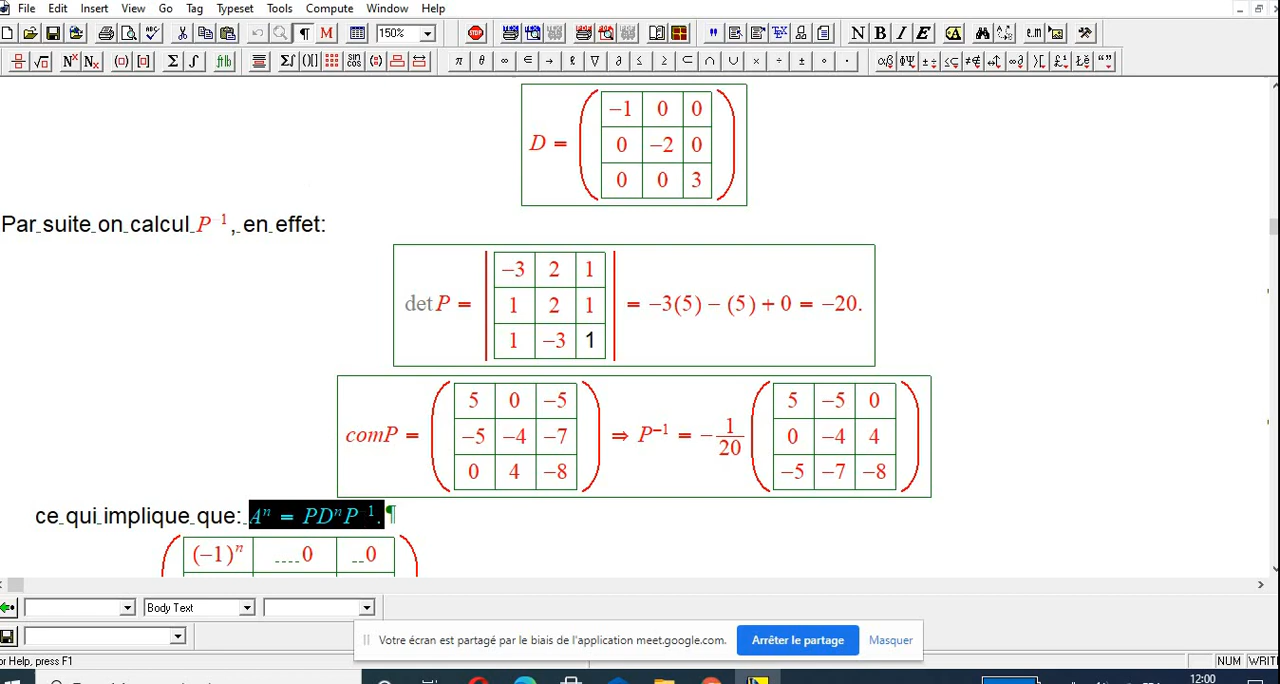 File Edit Insert View Go Tag Typeset Tools Compute Window Help
150%
D = ( −1 0 0
0 −2 0
0 0 3 )
Par suite on calcul P⁻¹, en effet:
det P = | −3 2 1
1 2 1
1 −3 1 | = −3(5) − (5) + 0 = −20.
comP = ( 5 0 −5
−5 −4 −7
0 4 −8 ) ⇒ P⁻¹ = −1/20 ( 5 −5 0
0 −4 4
−5 −7 −8 )
ce qui implique que: Aⁿ = PDⁿP⁻¹.¶
( (−1)ⁿ ....0 ..0 )
Body Text
Votre écran est partagé par le biais de l'application meet.google.com. Arrêter le partage Masquer
or Help, press F1
NUM WRIT
12:00